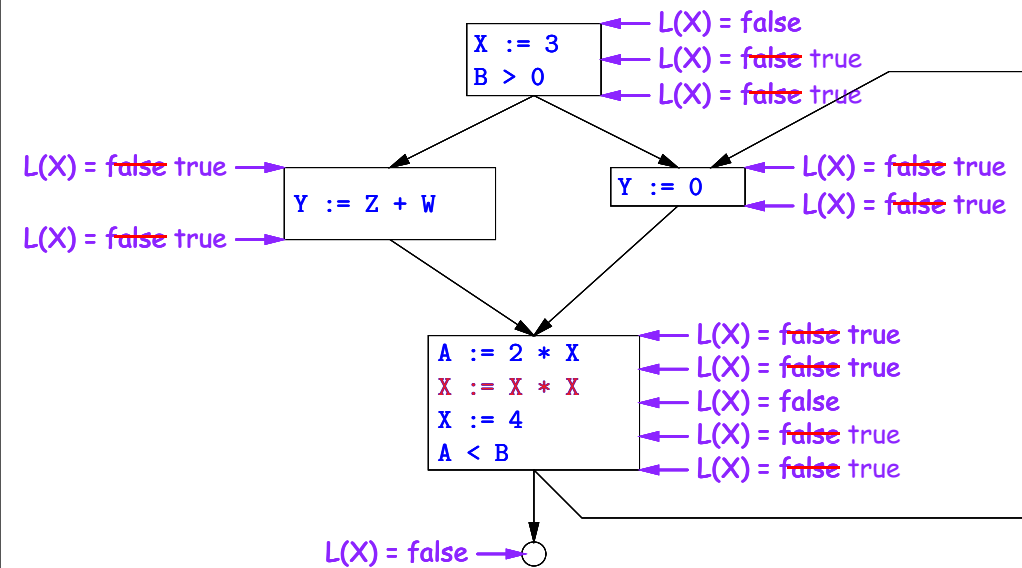 X := 3
B > 0
L(X) = false
L(X) = false true
L(X) = false true
L(X) = false true
Y := Z + W
L(X) = false true
Y := 0
L(X) = false true
L(X) = false true
A := 2 * X
X := X * X
X := 4
A < B
L(X) = false true
L(X) = false true
L(X) = false
L(X) = false true
L(X) = false true
L(X) = false